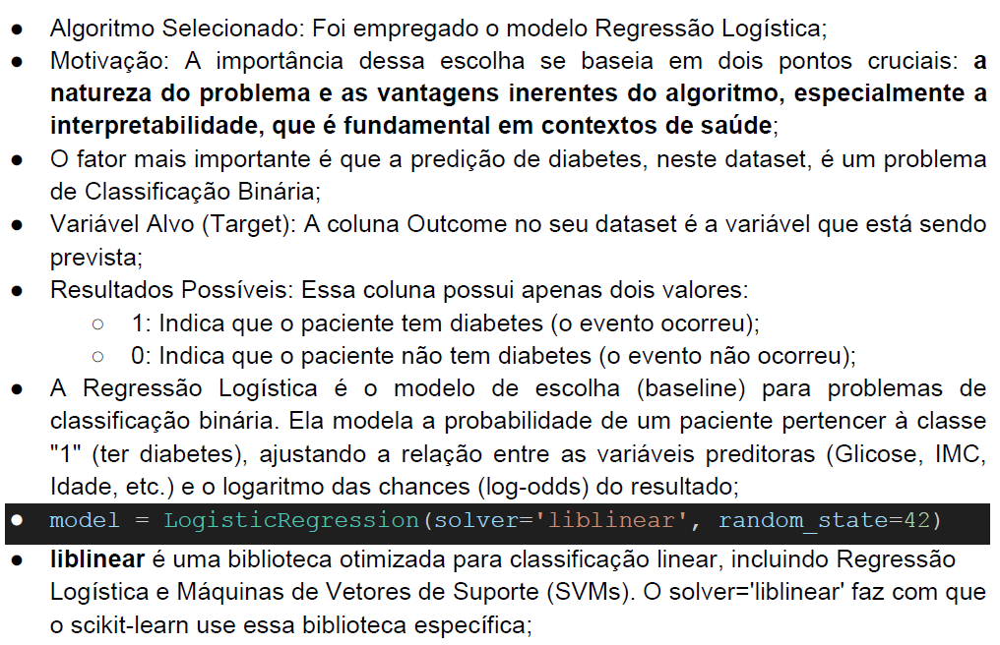 ● Algoritmo Selecionado: Foi empregado o modelo Regressão Logística;
● Motivação: A importância dessa escolha se baseia em dois pontos cruciais: a
natureza do problema e as vantagens inerentes do algoritmo, especialmente a
interpretabilidade, que é fundamental em contextos de saúde;
● O fator mais importante é que a predição de diabetes, neste dataset, é um problema
de Classificação Binária;
● Variável Alvo (Target): A coluna Outcome no seu dataset é a variável que está sendo
prevista;
● Resultados Possíveis: Essa coluna possui apenas dois valores:
○ 1: Indica que o paciente tem diabetes (o evento ocorreu);
○ 0: Indica que o paciente não tem diabetes (o evento não ocorreu);
● A Regressão Logística é o modelo de escolha (baseline) para problemas de
classificação binária. Ela modela a probabilidade de um paciente pertencer à classe
"1" (ter diabetes), ajustando a relação entre as variáveis preditoras (Glicose, IMC,
Idade, etc.) e o logaritmo das chances (log-odds) do resultado;
● model = LogisticRegression(solver='liblinear', random_state=42)
● liblinear é uma biblioteca otimizada para classificação linear, incluindo Regressão
Logística e Máquinas de Vetores de Suporte (SVMs). O solver='liblinear' faz com que
o scikit-learn use essa biblioteca específica;